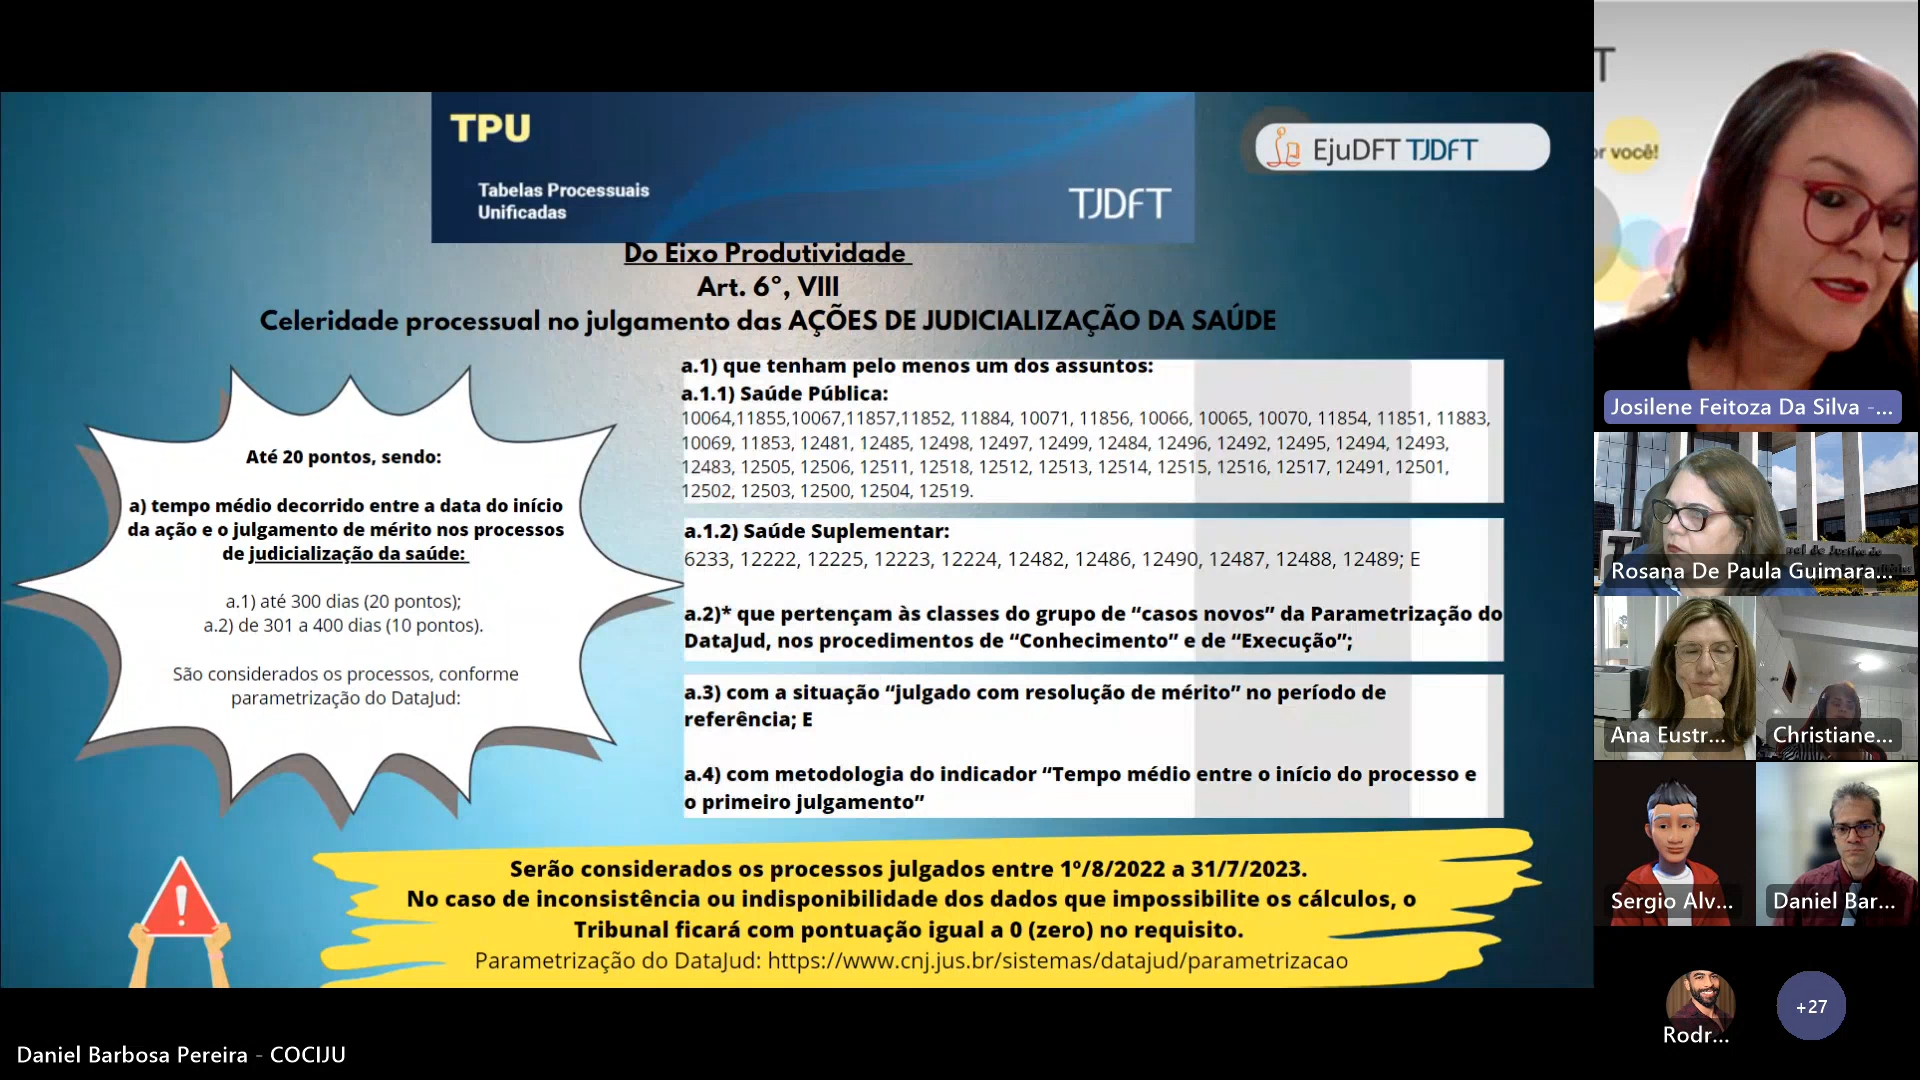 TPU
Tabelas Processuais
Unificadas
TJDFT
EjuDFT TJDFT
Do Eixo Produtividade
Art. 6°, VIII
Celeridade processual no julgamento das AÇÕES DE JUDICIALIZAÇÃO DA SAÚDE
Até 20 pontos, sendo:
a) tempo médio decorrido entre a data do início
da ação e o julgamento de mérito nos processos
de judicialização da saúde:
a.1) até 300 dias (20 pontos);
a.2) de 301 a 400 dias (10 pontos).
São considerados os processos, conforme
parametrização do DataJud:
a.1) que tenham pelo menos um dos assuntos:
a.1.1) Saúde Pública:
10064,11855,10067,11857,11852, 11884, 10071, 11856, 10066, 10065, 10070, 11854, 11851, 11883,
10069, 11853, 12481, 12485, 12498, 12497, 12499, 12484, 12496, 12492, 12495, 12494, 12493,
12483, 12505, 12506, 12511, 12518, 12512, 12513, 12514, 12515, 12516, 12517, 12491, 12501,
12502, 12503, 12500, 12504, 12519.
a.1.2) Saúde Suplementar:
6233, 12222, 12225, 12223, 12224, 12482, 12486, 12490, 12487, 12488, 12489; E
a.2)* que pertençam às classes do grupo de “casos novos” da Parametrização do
DataJud, nos procedimentos de “Conhecimento” e de “Execução”;
a.3) com a situação “julgado com resolução de mérito” no período de
referência; E
a.4) com metodologia do indicador “Tempo médio entre o início do processo e
o primeiro julgamento”
Serão considerados os processos julgados entre 1º/8/2022 a 31/7/2023.
No caso de inconsistência ou indisponibilidade dos dados que impossibilite os cálculos, o
Tribunal ficará com pontuação igual a 0 (zero) no requisito.
Parametrização do DataJud: https://www.cnj.jus.br/sistemas/datajud/parametrizacao
Daniel Barbosa Pereira - COCIJU
T
or você!
Josilene Feitoza Da Silva -...
Rosana De Paula Guimara...
Ana Eustr...
Christiane...
Sergio Alv...
Daniel Bar...
Rodr...
+27